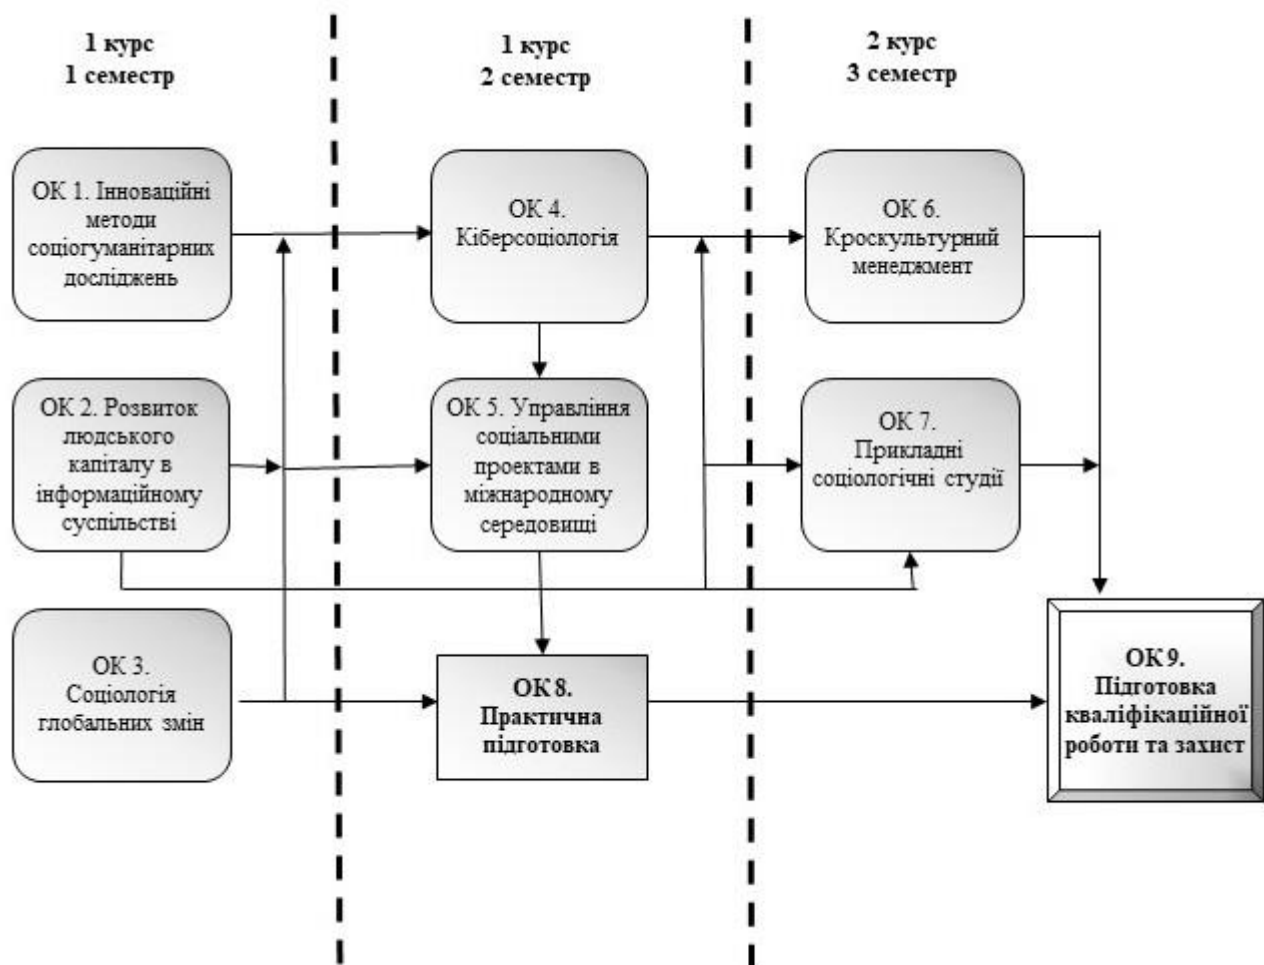 1 курс
1 семестр
1 курс
2 семестр
2 курс
3 семестр
ОК 1. Інноваційні
методи
соціогуманітарних
досліджень
ОК 4.
Кіберсоціологія
ОК 6.
Кроскультурний
менеджмент
ОК 2. Розвиток
людського
капіталу в
інформаційному
суспільстві
ОК 5. Управління
соціальними
проектами в
міжнародному
середовищі
ОК 7.
Прикладні
соціологічні студії
ОК 3.
Соціологія
глобальних змін
ОК 8.
Практична
підготовка
ОК 9.
Підготовка
кваліфікаційної
роботи та захист